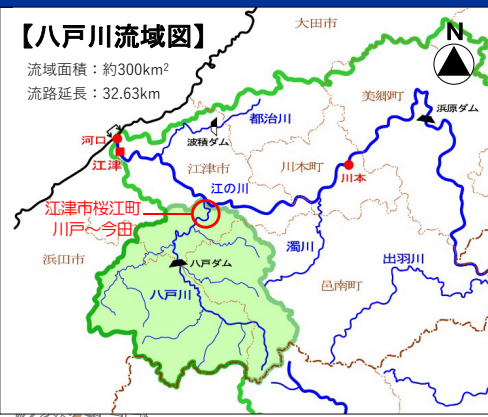 【八戸川流域図】
流域面積：約300km²
流路延長：32.63km
N
大田市
美郷町
浜原ダム
都治川
波積ダム
河口
江津
江津市
川本町
川本
江の川
江津市桜江町
川戸～今田
浜田市
八戸ダム
八戸川
濁川
出羽川
邑南町